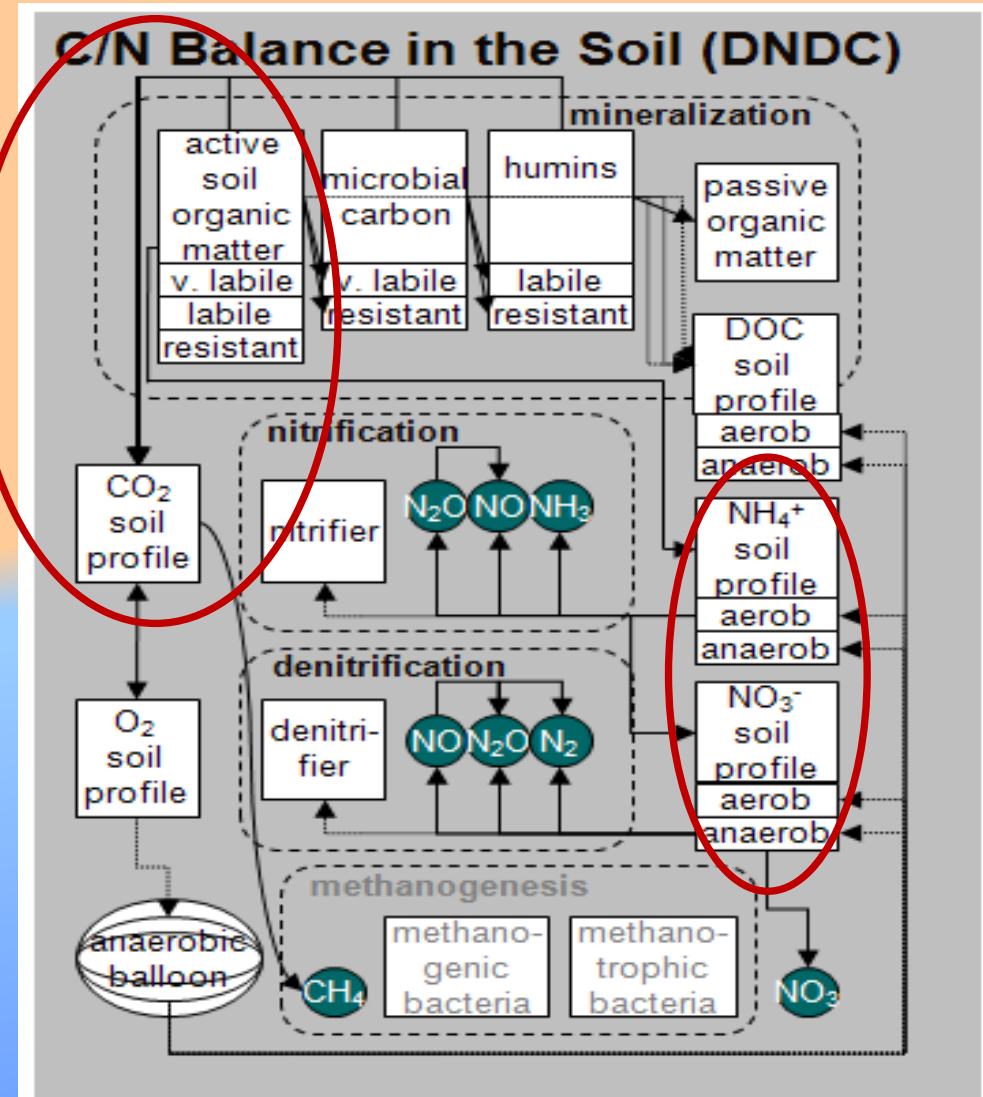 C/N Balance in the Soil (DNDC)
mineralization
active
soil
organic
matter
v. labile
labile
resistant
microbial
carbon
v. labile
resistant
humins
labile
resistant
passive
organic
matter
DOC
soil
profile
aerob
anaerob
CO₂
soil
profile
nitrification
nitrifier
N₂O
NO
NH₃
NH₄⁺
soil
profile
aerob
anaerob
O₂
soil
profile
denitrification
denitri-
fier
NO
N₂O
N₂
NO₃⁻
soil
profile
aerob
anaerob
anaerobic
balloon
methanogenesis
CH₄
methano-
genic
bacteria
methano-
trophic
bacteria
NO₃